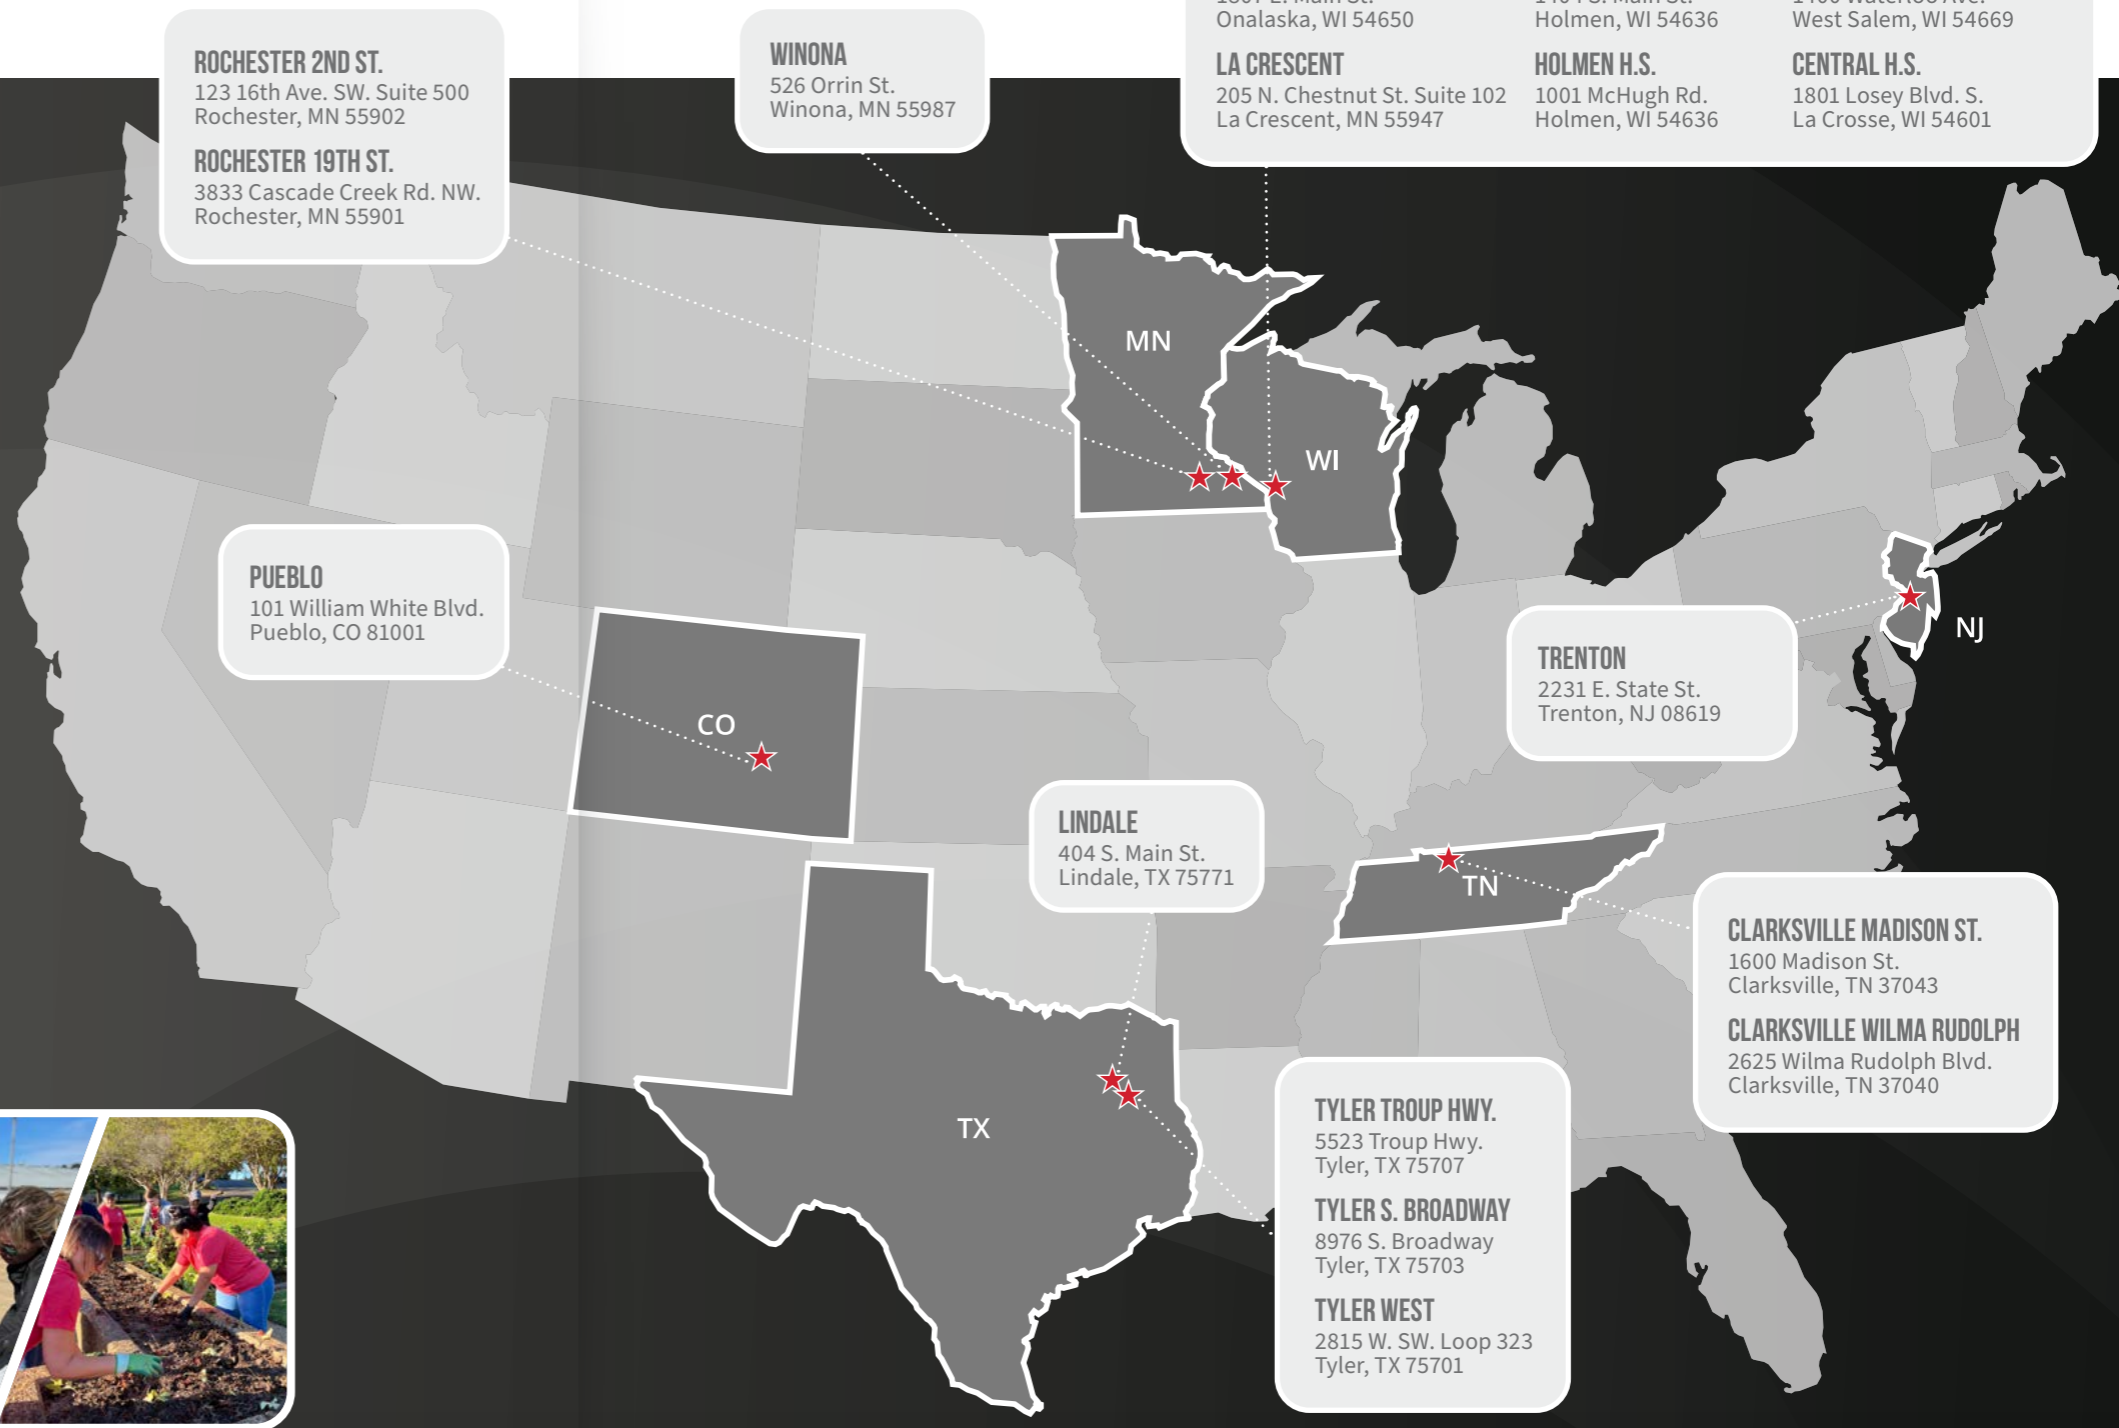 Onalaska, WI 54650
Holmen, WI 54636
West Salem, WI 54669
LA CRESCENT
205 N. Chestnut St. Suite 102
La Crescent, MN 55947
HOLMEN H.S.
1001 McHugh Rd.
Holmen, WI 54636
CENTRAL H.S.
1801 Losey Blvd. S.
La Crosse, WI 54601
ROCHESTER 2ND ST.
123 16th Ave. SW. Suite 500
Rochester, MN 55902
ROCHESTER 19TH ST.
3833 Cascade Creek Rd. NW.
Rochester, MN 55901
WINONA
526 Orrin St.
Winona, MN 55987
MN
WI
PUEBLO
101 William White Blvd.
Pueblo, CO 81001
CO
TRENTON
2231 E. State St.
Trenton, NJ 08619
NJ
LINDALE
404 S. Main St.
Lindale, TX 75771
TN
CLARKSVILLE MADISON ST.
1600 Madison St.
Clarksville, TN 37043
CLARKSVILLE WILMA RUDOLPH
2625 Wilma Rudolph Blvd.
Clarksville, TN 37040
TX
TYLER TROUP HWY.
5523 Troup Hwy.
Tyler, TX 75707
TYLER S. BROADWAY
8976 S. Broadway
Tyler, TX 75703
TYLER WEST
2815 W. SW. Loop 323
Tyler, TX 75701